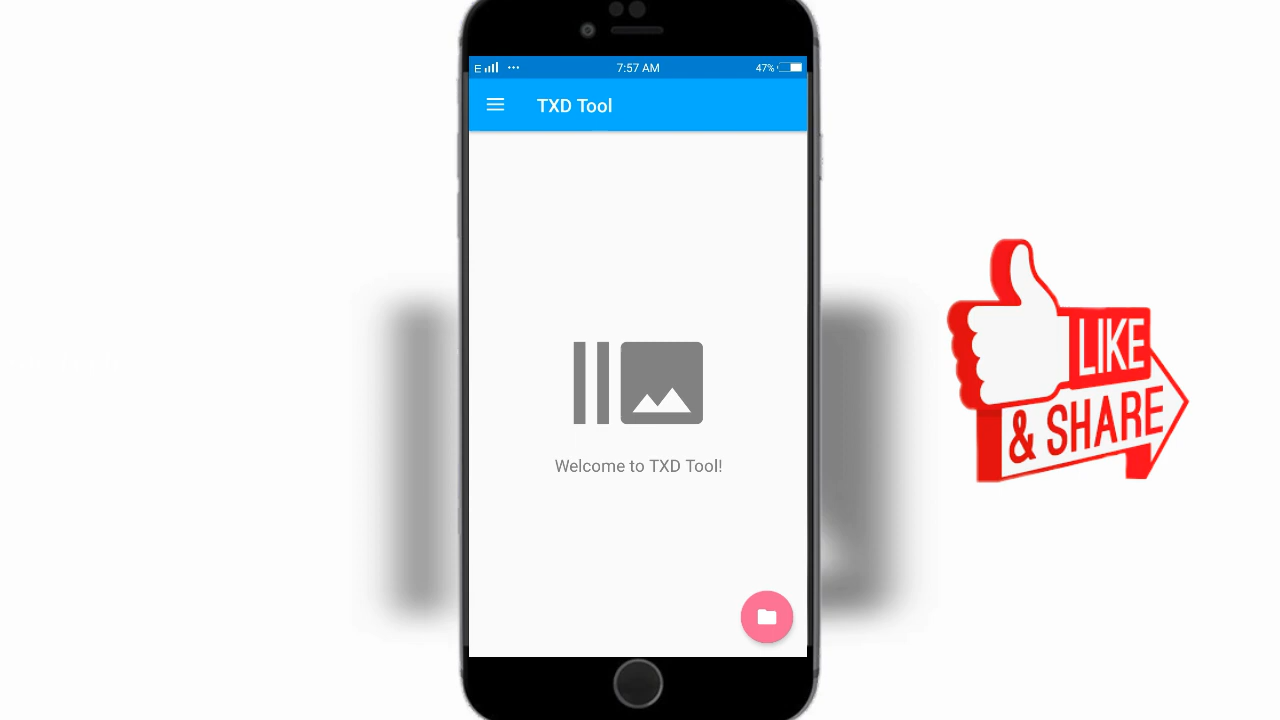 E 7:57 AM 47%
TXD Tool
Welcome to TXD Tool!
LIKE
& SHARE